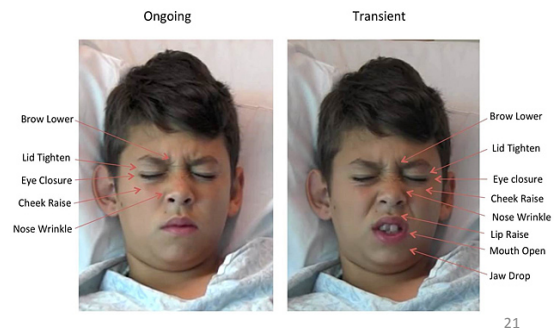 Ongoing
Transient
Brow Lower
Lid Tighten
Eye Closure
Cheek Raise
Nose Wrinkle
Brow Lower
Lid Tighten
Eye closure
Cheek Raise
Nose Wrinkle
Lip Raise
Mouth Open
Jaw Drop
21